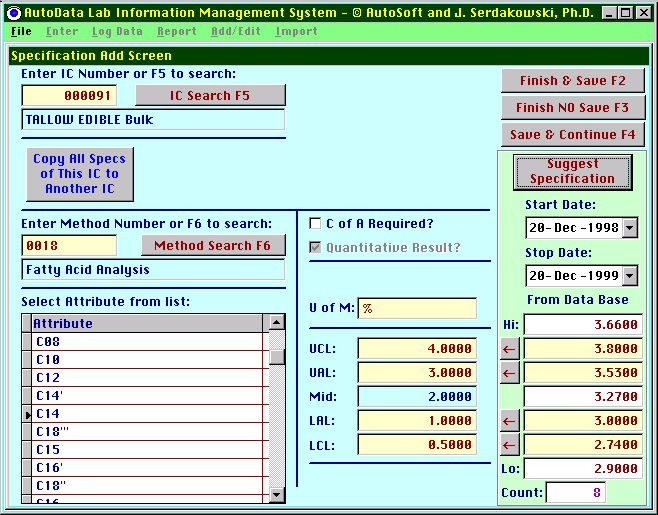 AutoData Lab Information Management System - © AutoSoft and J. Serdakowski, Ph.D.
File Enter Log Data Report Add/Edit Import
Specification Add Screen
Enter IC Number or F5 to search:
000091 IC Search F5
TALLOW EDIBLE Bulk
Copy All Specs
of This IC to
Another IC
Enter Method Number or F6 to search:
0018 Method Search F6
Fatty Acid Analysis
Select Attribute from list:
Attribute
C08
C10
C12
C14'
C14
C18'''
C15
C16'
C18''
C16
C of A Required?
Quantitative Result?
U of M: %
UCL: 4.0000
UAL: 3.0000
Mid: 2.0000
LAL: 1.0000
LCL: 0.5000
Finish & Save F2
Finish NO Save F3
Save & Continue F4
Suggest
Specification
Start Date:
20-Dec-1998
Stop Date:
20-Dec-1999
From Data Base
Hi: 3.6600
← 3.8000
← 3.5300
3.2700
← 3.0000
← 2.7400
Lo: 2.9000
Count: 8